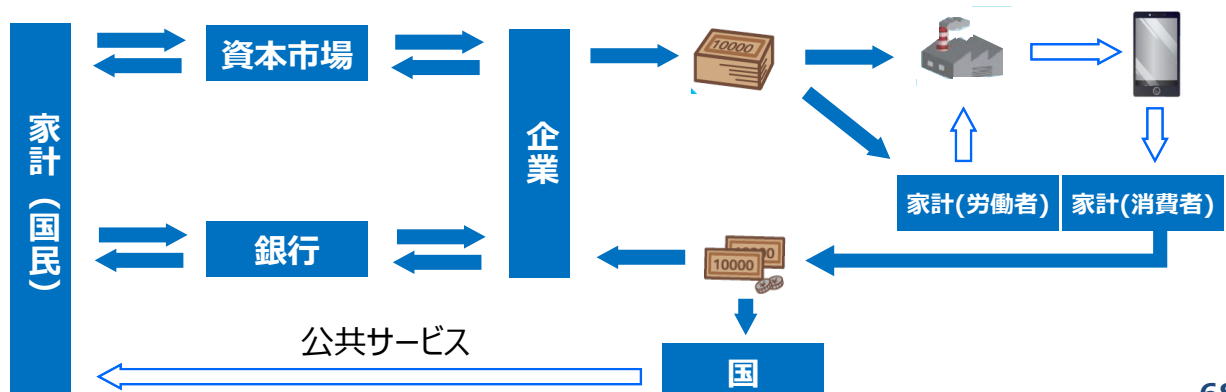 資本市場
10000
家計（国民）
企業
家計(労働者)
家計(消費者)
銀行
10000
公共サービス
国